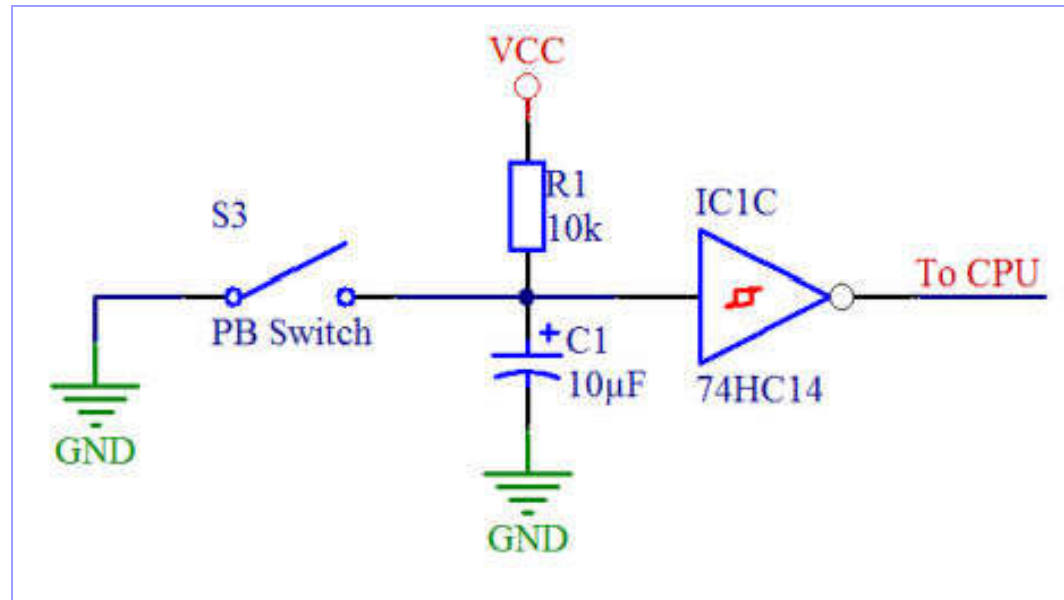 VCC
R1
10k
S3
PB Switch
IC1C
To CPU
+
C1
10µF
74HC14
GND
GND